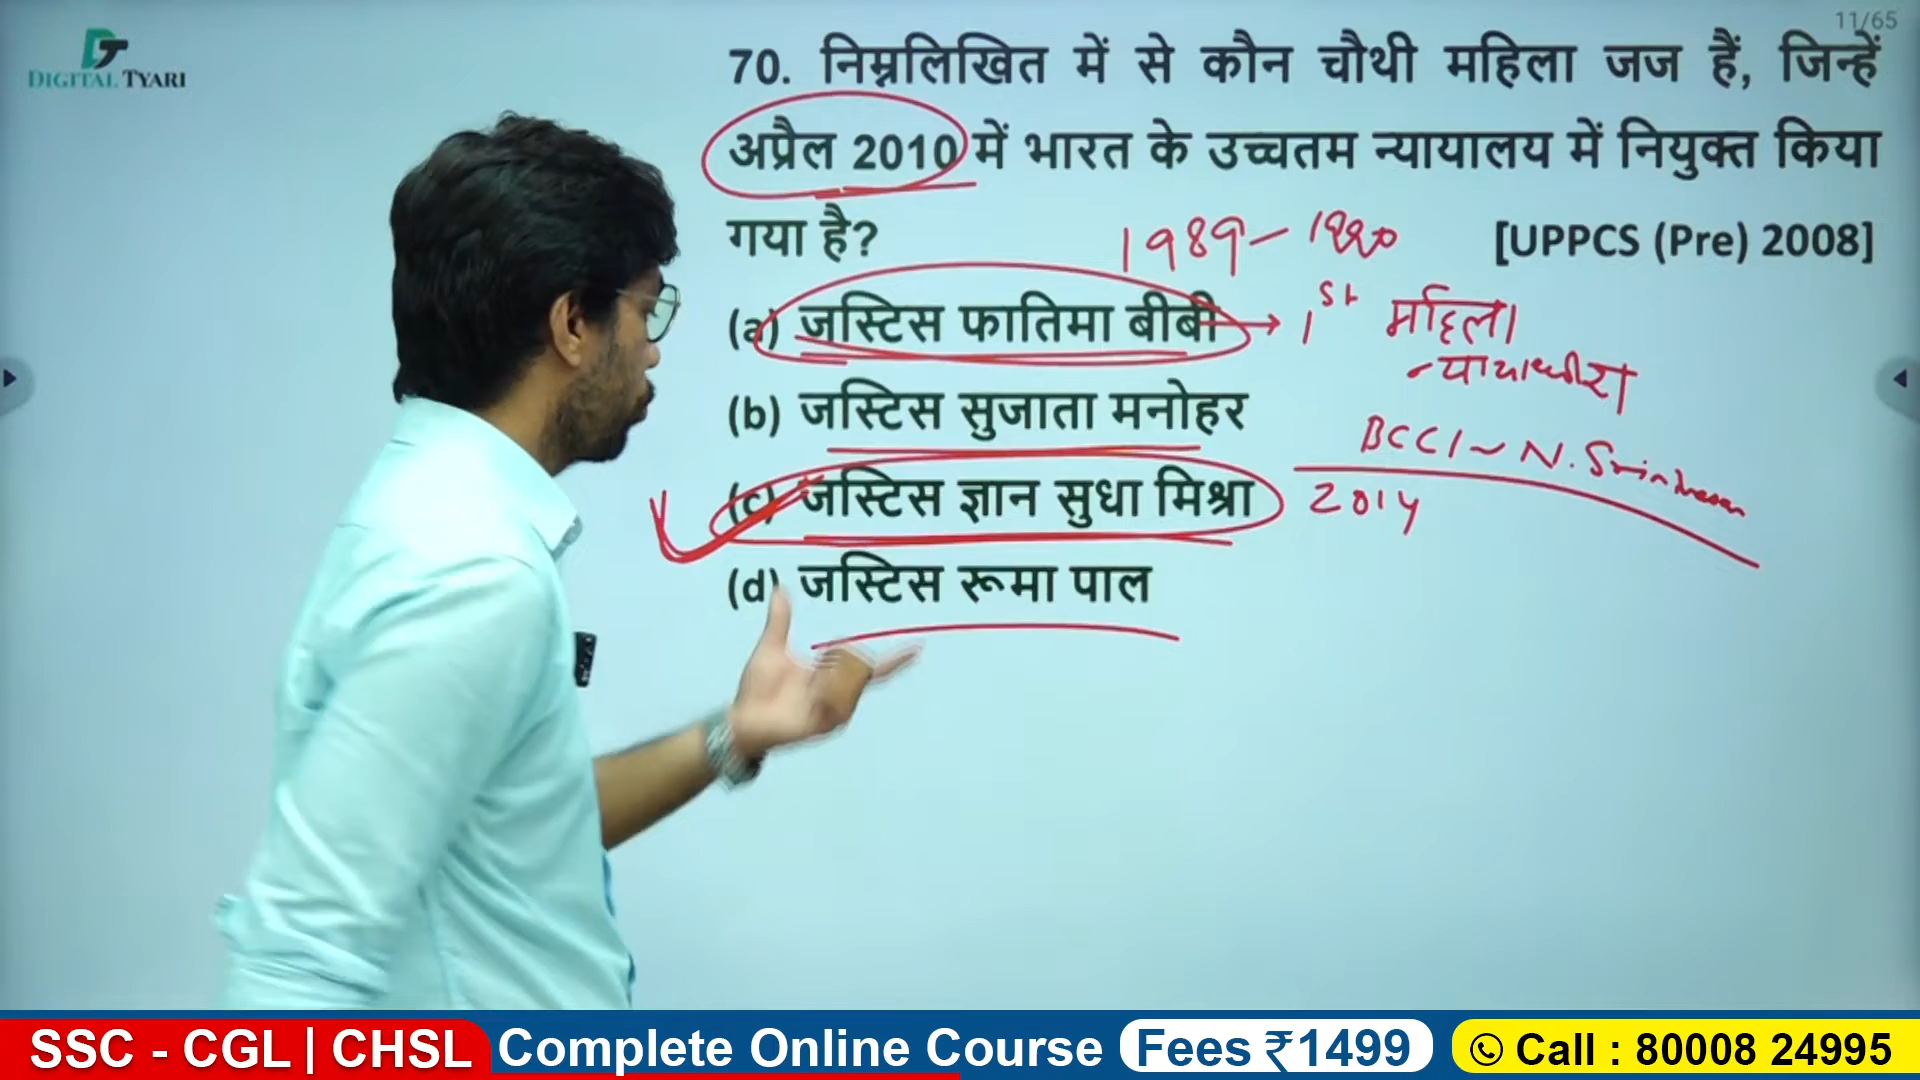 11/65
DIGITAL TYARI
70. निम्नलिखित में से कौन चौथी महिला जज हैं, जिन्हें
अप्रैल 2010 में भारत के उच्चतम न्यायालय में नियुक्त किया
गया है?
[UPPCS (Pre) 2008]
1989 –
(a) जस्टिस फातिमा बीबी
1st महिला
न्यायाधीश
(b) जस्टिस सुजाता मनोहर
BCCI ~ N. Srinivasan
(c) जस्टिस ज्ञान सुधा मिश्रा
2014
(d) जस्टिस रूमा पाल
SSC - CGL | CHSL Complete Online Course Fees ₹1499 Call : 80008 24995